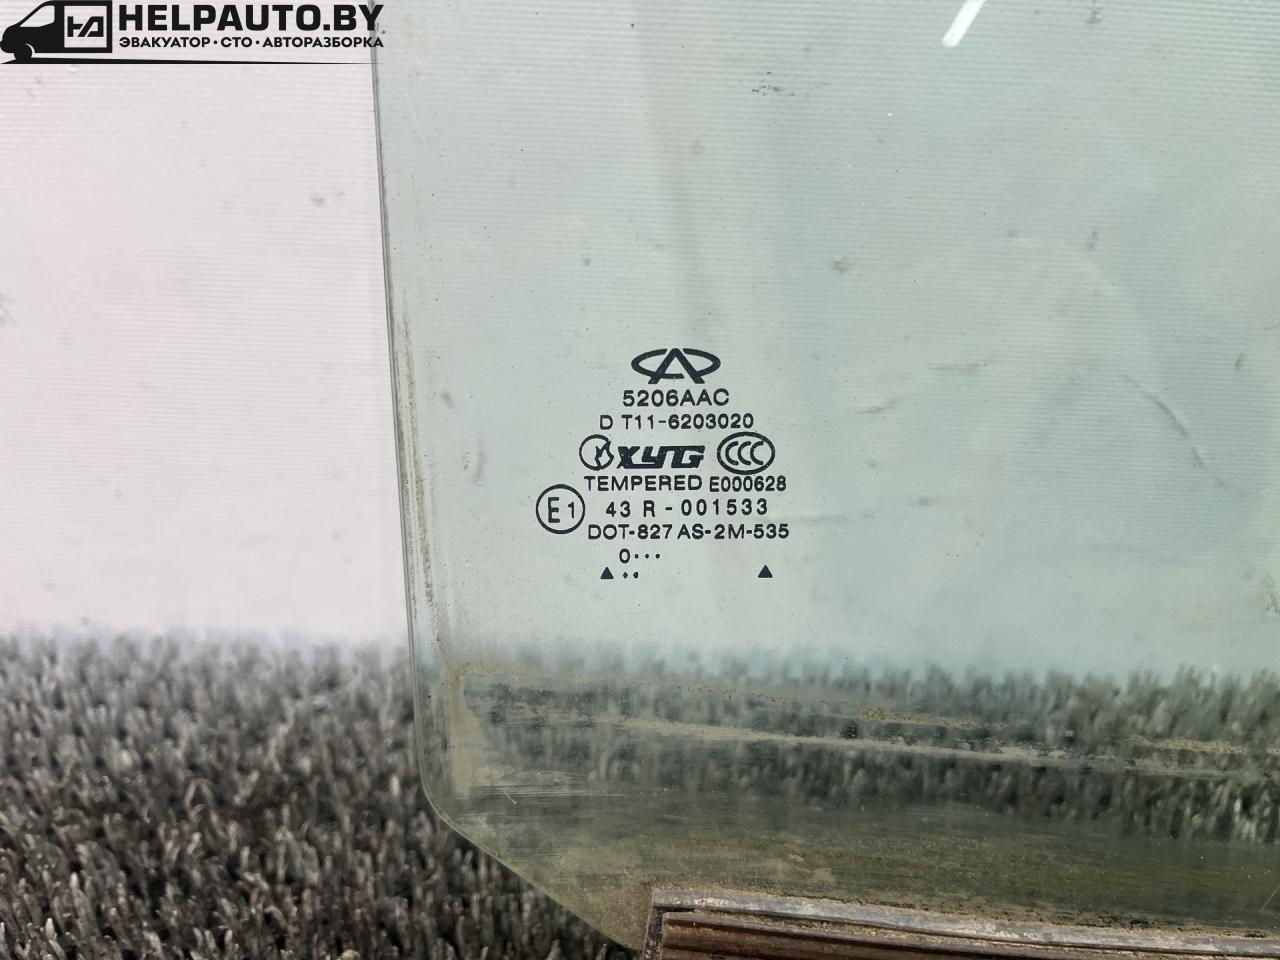 HELPAUTO.BY
ЭВАКУАТОР·СТО·АВТОРАЗБОРКА
5206AAC
D T11-6203020
XYG CCC
TEMPERED E000628
E1 43 R - 001533
DOT-827 AS-2M-535
0···
▲ ·· ▲